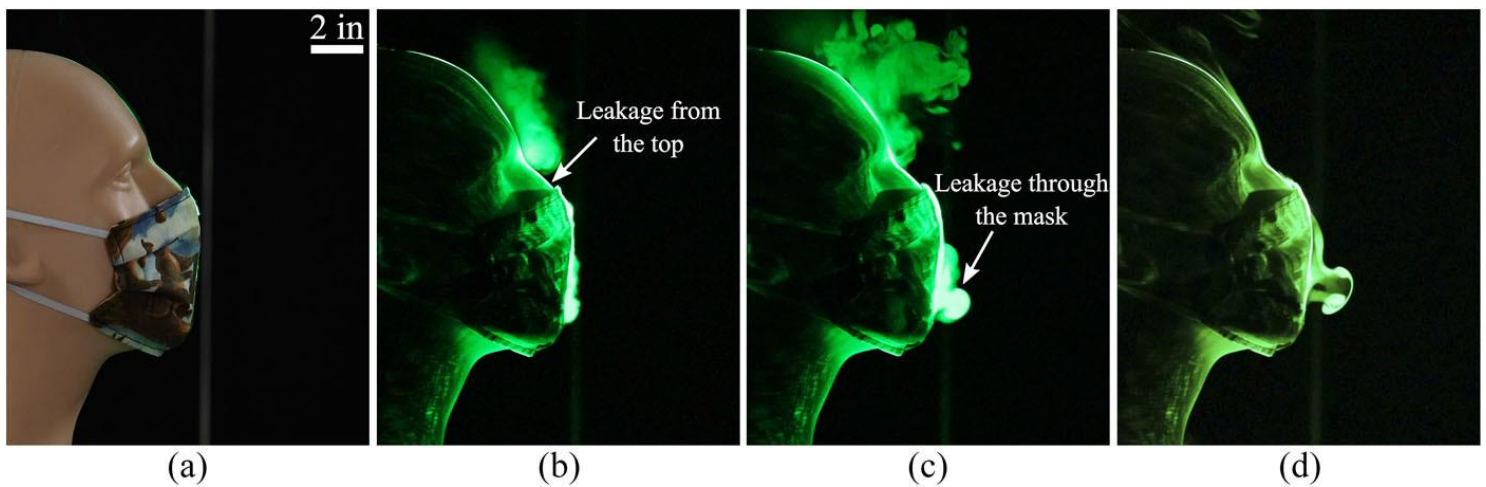 2 in
Leakage from
the top
Leakage through
the mask
(a)
(b)
(c)
(d)